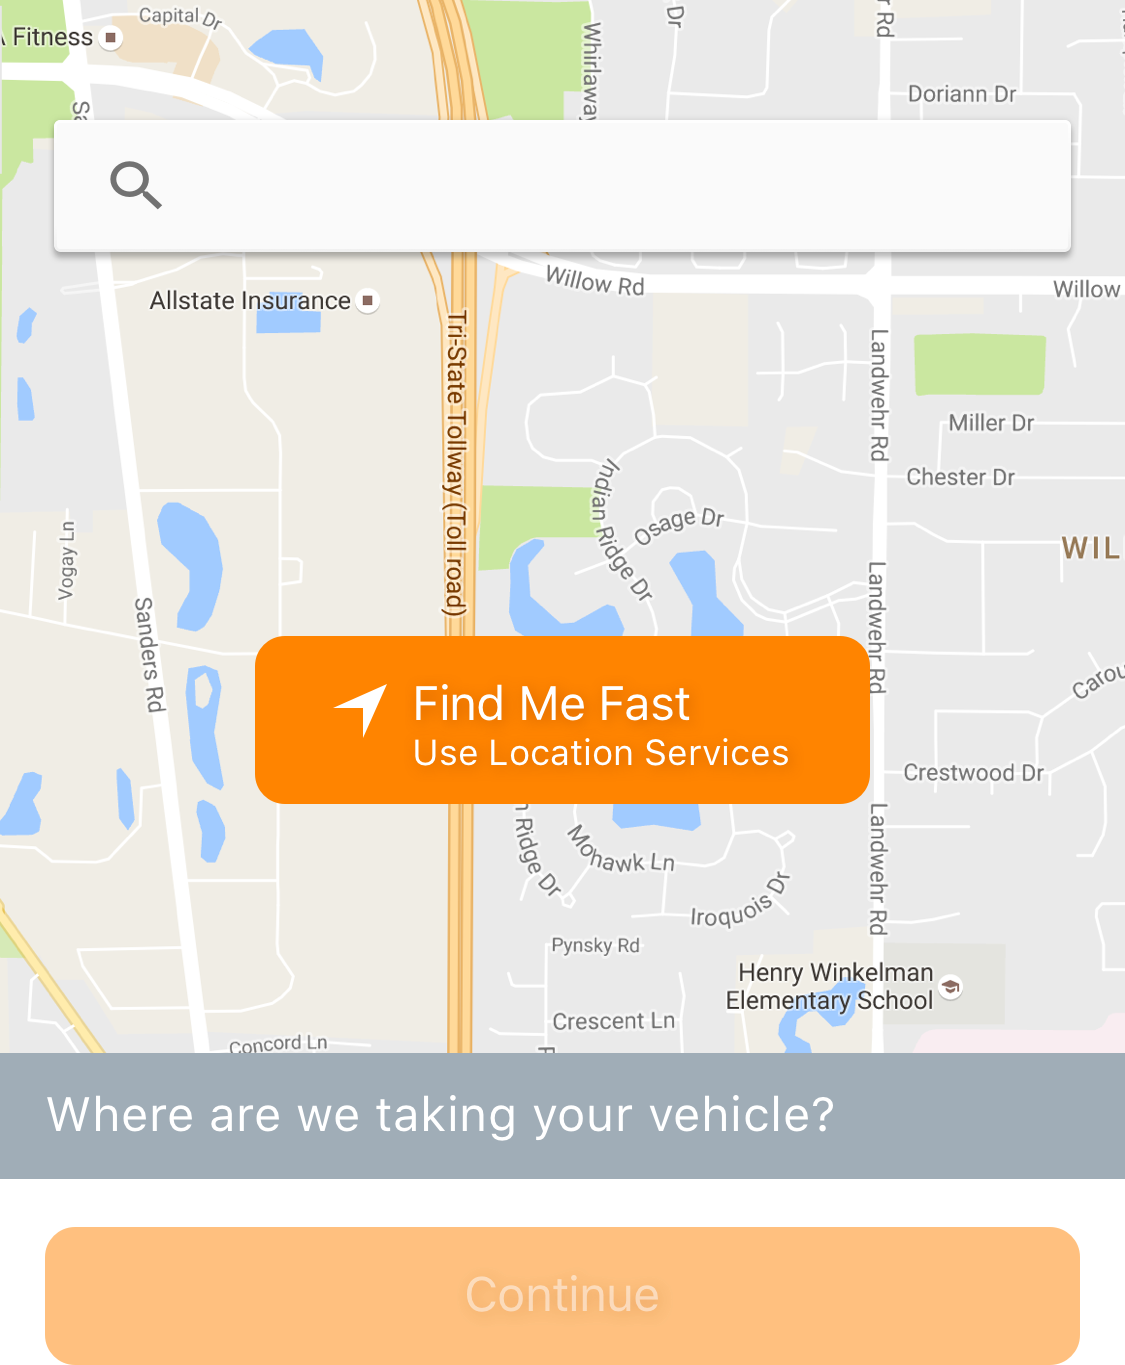 Capital Dr
Fitness
Dr
r Rd
Whirlaway
Doriann Dr
Sa
Willow Rd
Willow
Allstate Insurance
Tri-State Tollway (Toll road)
Landwehr Rd
Miller Dr
Chester Dr
Indian Ridge Dr
Osage Dr
WIL
Vogay Ln
Sanders Rd
Landwehr Rd
Carou
Find Me Fast
Use Location Services
Crestwood Dr
n Ridge Dr
Mohawk Ln
Landwehr Rd
Iroquois Dr
Pynsky Rd
Henry Winkelman
Elementary School
Crescent Ln
Concord Ln
Where are we taking your vehicle?
Continue